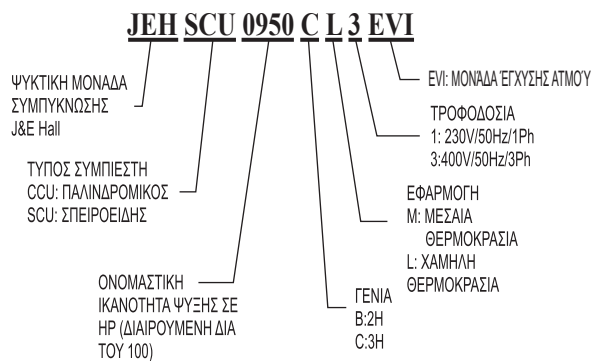 JEH SCU 0950 C L 3 EVI
ΨΥΚΤΙΚΗ ΜΟΝΑΔΑ
ΣΥΜΠΥΚΝΩΣΗΣ
J&E Hall
EVI: ΜΟΝΆΔΑ ΈΓΧΥΣΗΣ ΑΤΜΟΎ
ΤΡΟΦΟΔΟΣΙΑ
1: 230V/50Hz/1Ph
3:400V/50Hz/3Ph
ΤΥΠΟΣ ΣΥΜΠΙΕΣΤΗ
CCU: ΠΑΛΙΝΔΡΟΜΙΚΟΣ
SCU: ΣΠΕΙΡΟΕΙΔΗΣ
ΕΦΑΡΜΟΓΗ
M: ΜΕΣΑΙΑ
ΘΕΡΜΟΚΡΑΣΙΑ
L: ΧΑΜΗΛΗ
ΘΕΡΜΟΚΡΑΣΙΑ
ΟΝΟΜΑΣΤΙΚΗ
ΙΚΑΝΟΤΗΤΑ ΨΥΞΗΣ ΣΕ
HP (ΔΙΑΙΡΟΥΜΕΝΗ ΔΙΑ
ΤΟΥ 100)
ΓΕΝΙΑ
B:2Η
C:3Η